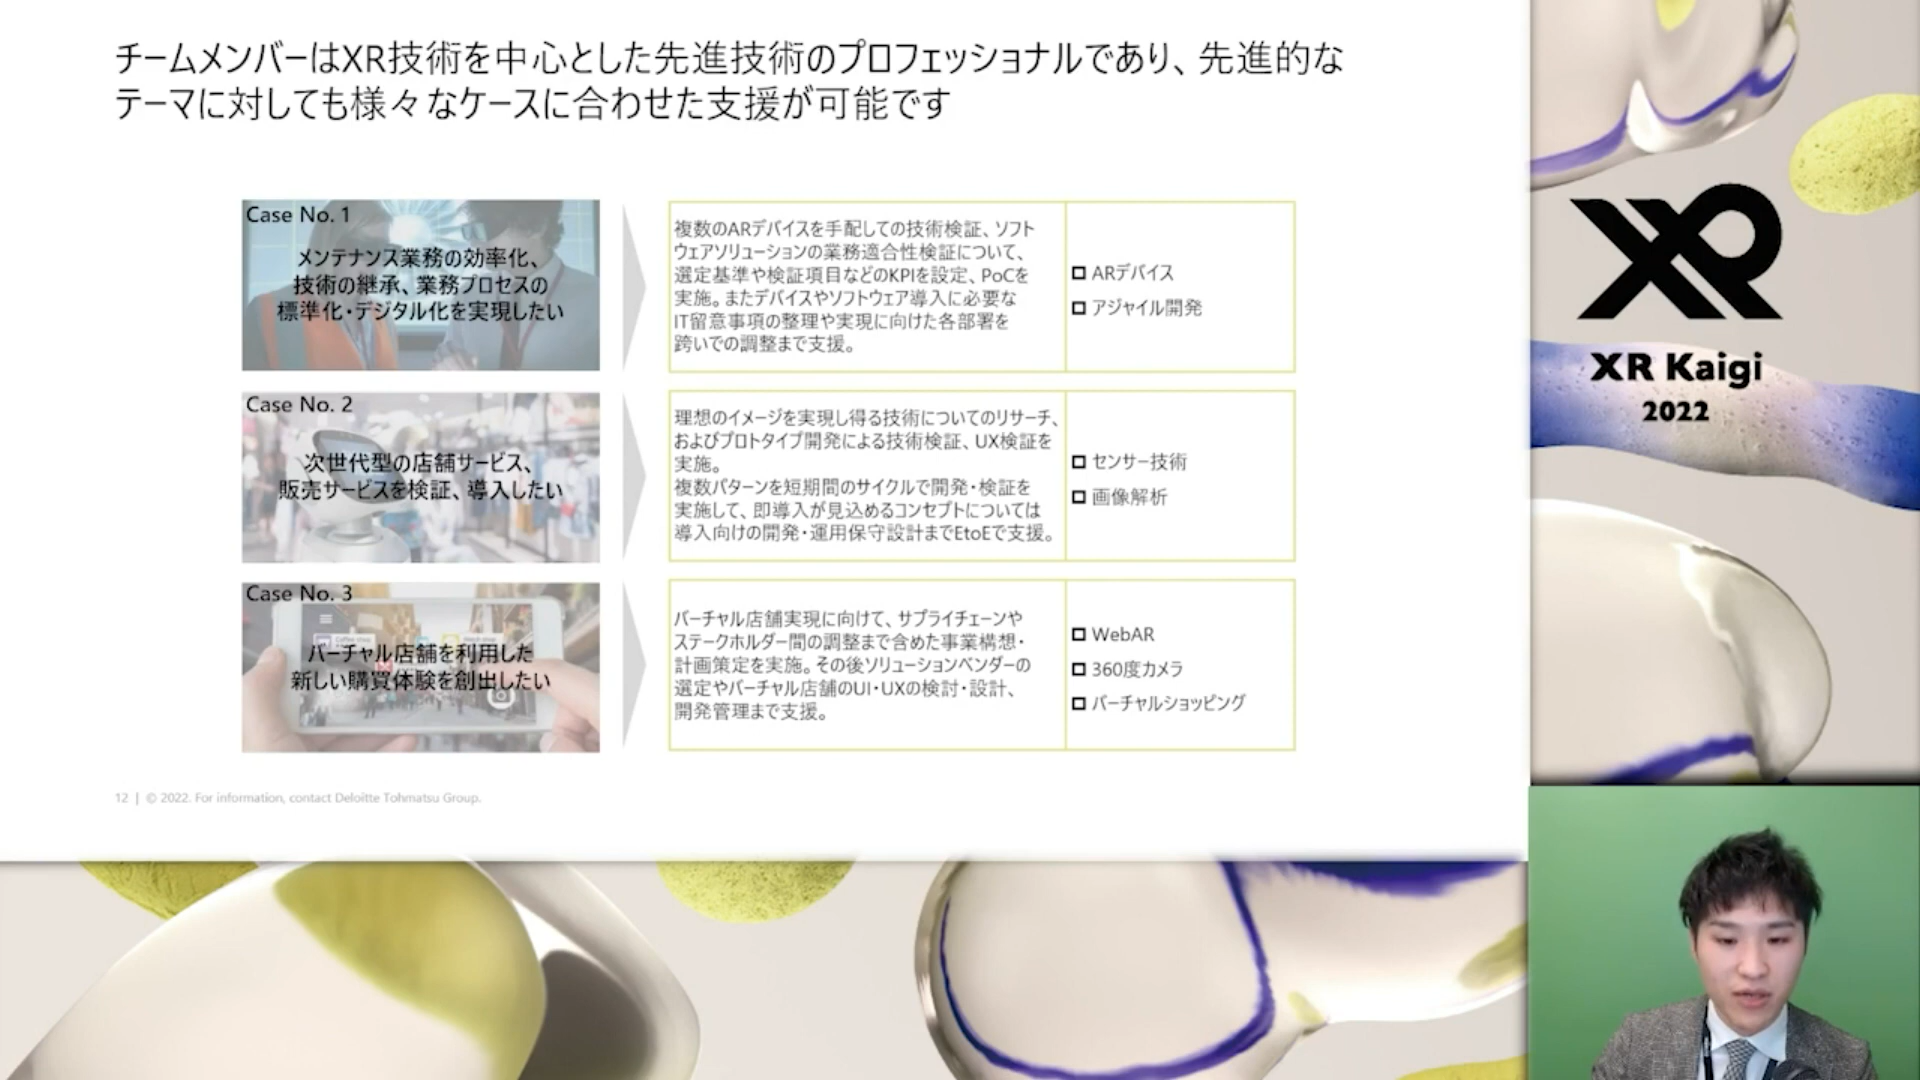 チームメンバーはXR技術を中心とした先進技術のプロフェッショナルであり、先進的な
テーマに対しても様々なケースに合わせた支援が可能です
Case No. 1
メンテナンス業務の効率化、
技術の継承、業務プロセスの
標準化・デジタル化を実現したい
複数のARデバイスを手配しての技術検証、ソフト
ウェアソリューションの業務適合性検証について、
選定基準や検証項目などのKPIを設定、PoCを
実施。またデバイスやソフトウェア導入に必要な
IT留意事項の整理や実現に向けた各部署を
跨いでの調整まで支援。
ARデバイス
アジャイル開発
Case No. 2
次世代型の店舗サービス、
販売サービスを検証、導入したい
理想のイメージを実現し得る技術についてのリサーチ、
およびプロトタイプ開発による技術検証、UX検証を
実施。
複数パターンを短期間のサイクルで開発・検証を
実施して、即導入が見込めるコンセプトについては
導入向けの開発・運用保守設計までEtoEで支援。
センサー技術
画像解析
Case No. 3
バーチャル店舗を利用した
新しい購買体験を創出したい
バーチャル店舗実現に向けて、サプライチェーンや
ステークホルダー間の調整まで含めた事業構想・
計画策定を実施。その後ソリューションベンダーの
選定やバーチャル店舗のUI・UXの検討・設計、
開発管理まで支援。
WebAR
360度カメラ
バーチャルショッピング
12 | © 2022. For information, contact Deloitte Tohmatsu Group.
XR
XR Kaigi
2022